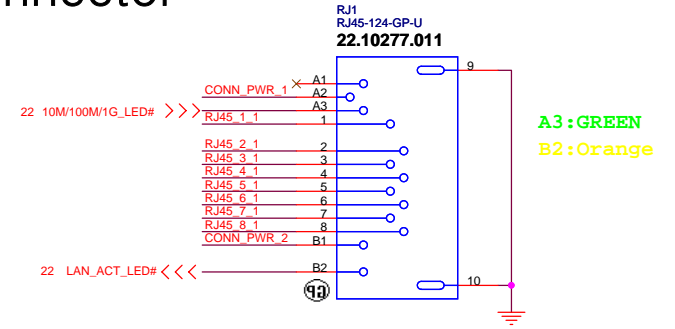 nnector
RJ1
RJ45-124-GP-U
22.10277.011
9
A1
CONN_PWR_1
A2
22 10M/100M/1G_LED#
A3
RJ45_1_1
1
A3:GREEN
B2:Orange
RJ45_2_1
2
RJ45_3_1
3
RJ45_4_1
4
RJ45_5_1
5
RJ45_6_1
6
RJ45_7_1
7
RJ45_8_1
8
CONN_PWR_2
B1
22 LAN_ACT_LED#
B2
10
GP